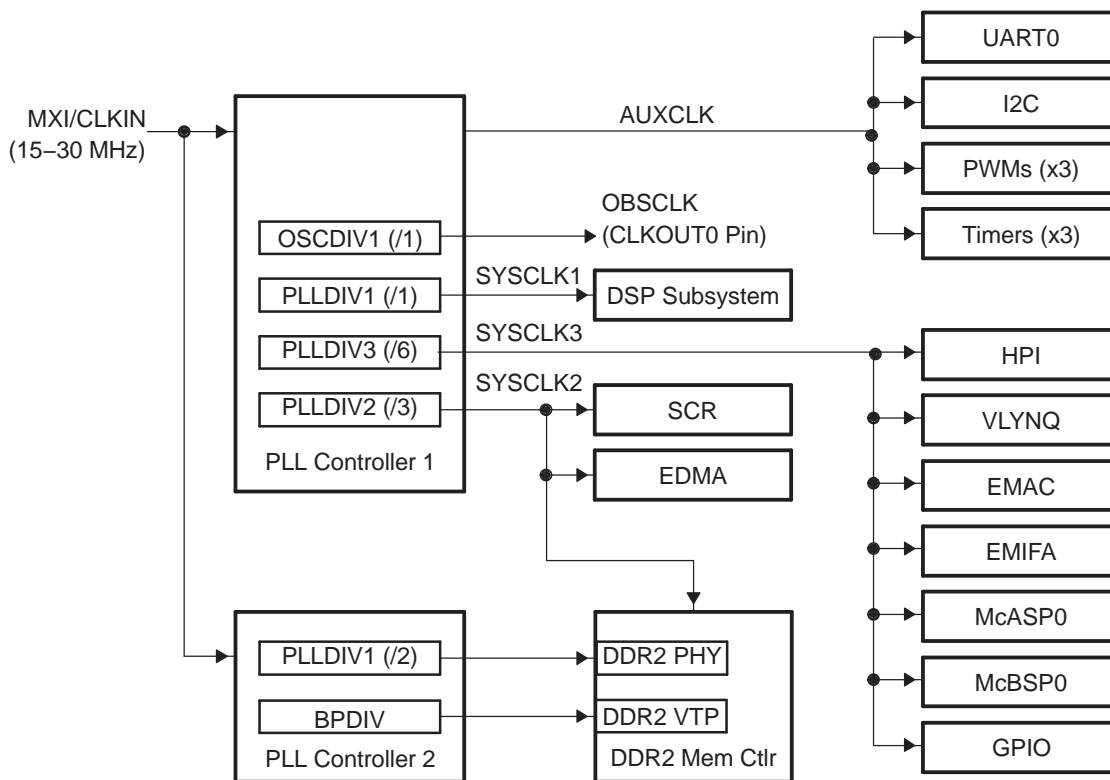 MXI/CLKIN
(15–30 MHz)
OSCDIV1 (/1)
PLLDIV1 (/1)
PLLDIV3 (/6)
PLLDIV2 (/3)
PLL Controller 1
AUXCLK
OBSCLK
(CLKOUT0 Pin)
SYSCLK1
DSP Subsystem
SYSCLK3
SYSCLK2
SCR
EDMA
UART0
I2C
PWMs (x3)
Timers (x3)
HPI
VLYNQ
EMAC
EMIFA
McASP0
McBSP0
GPIO
PLLDIV1 (/2)
BPDIV
PLL Controller 2
DDR2 PHY
DDR2 VTP
DDR2 Mem Ctlr